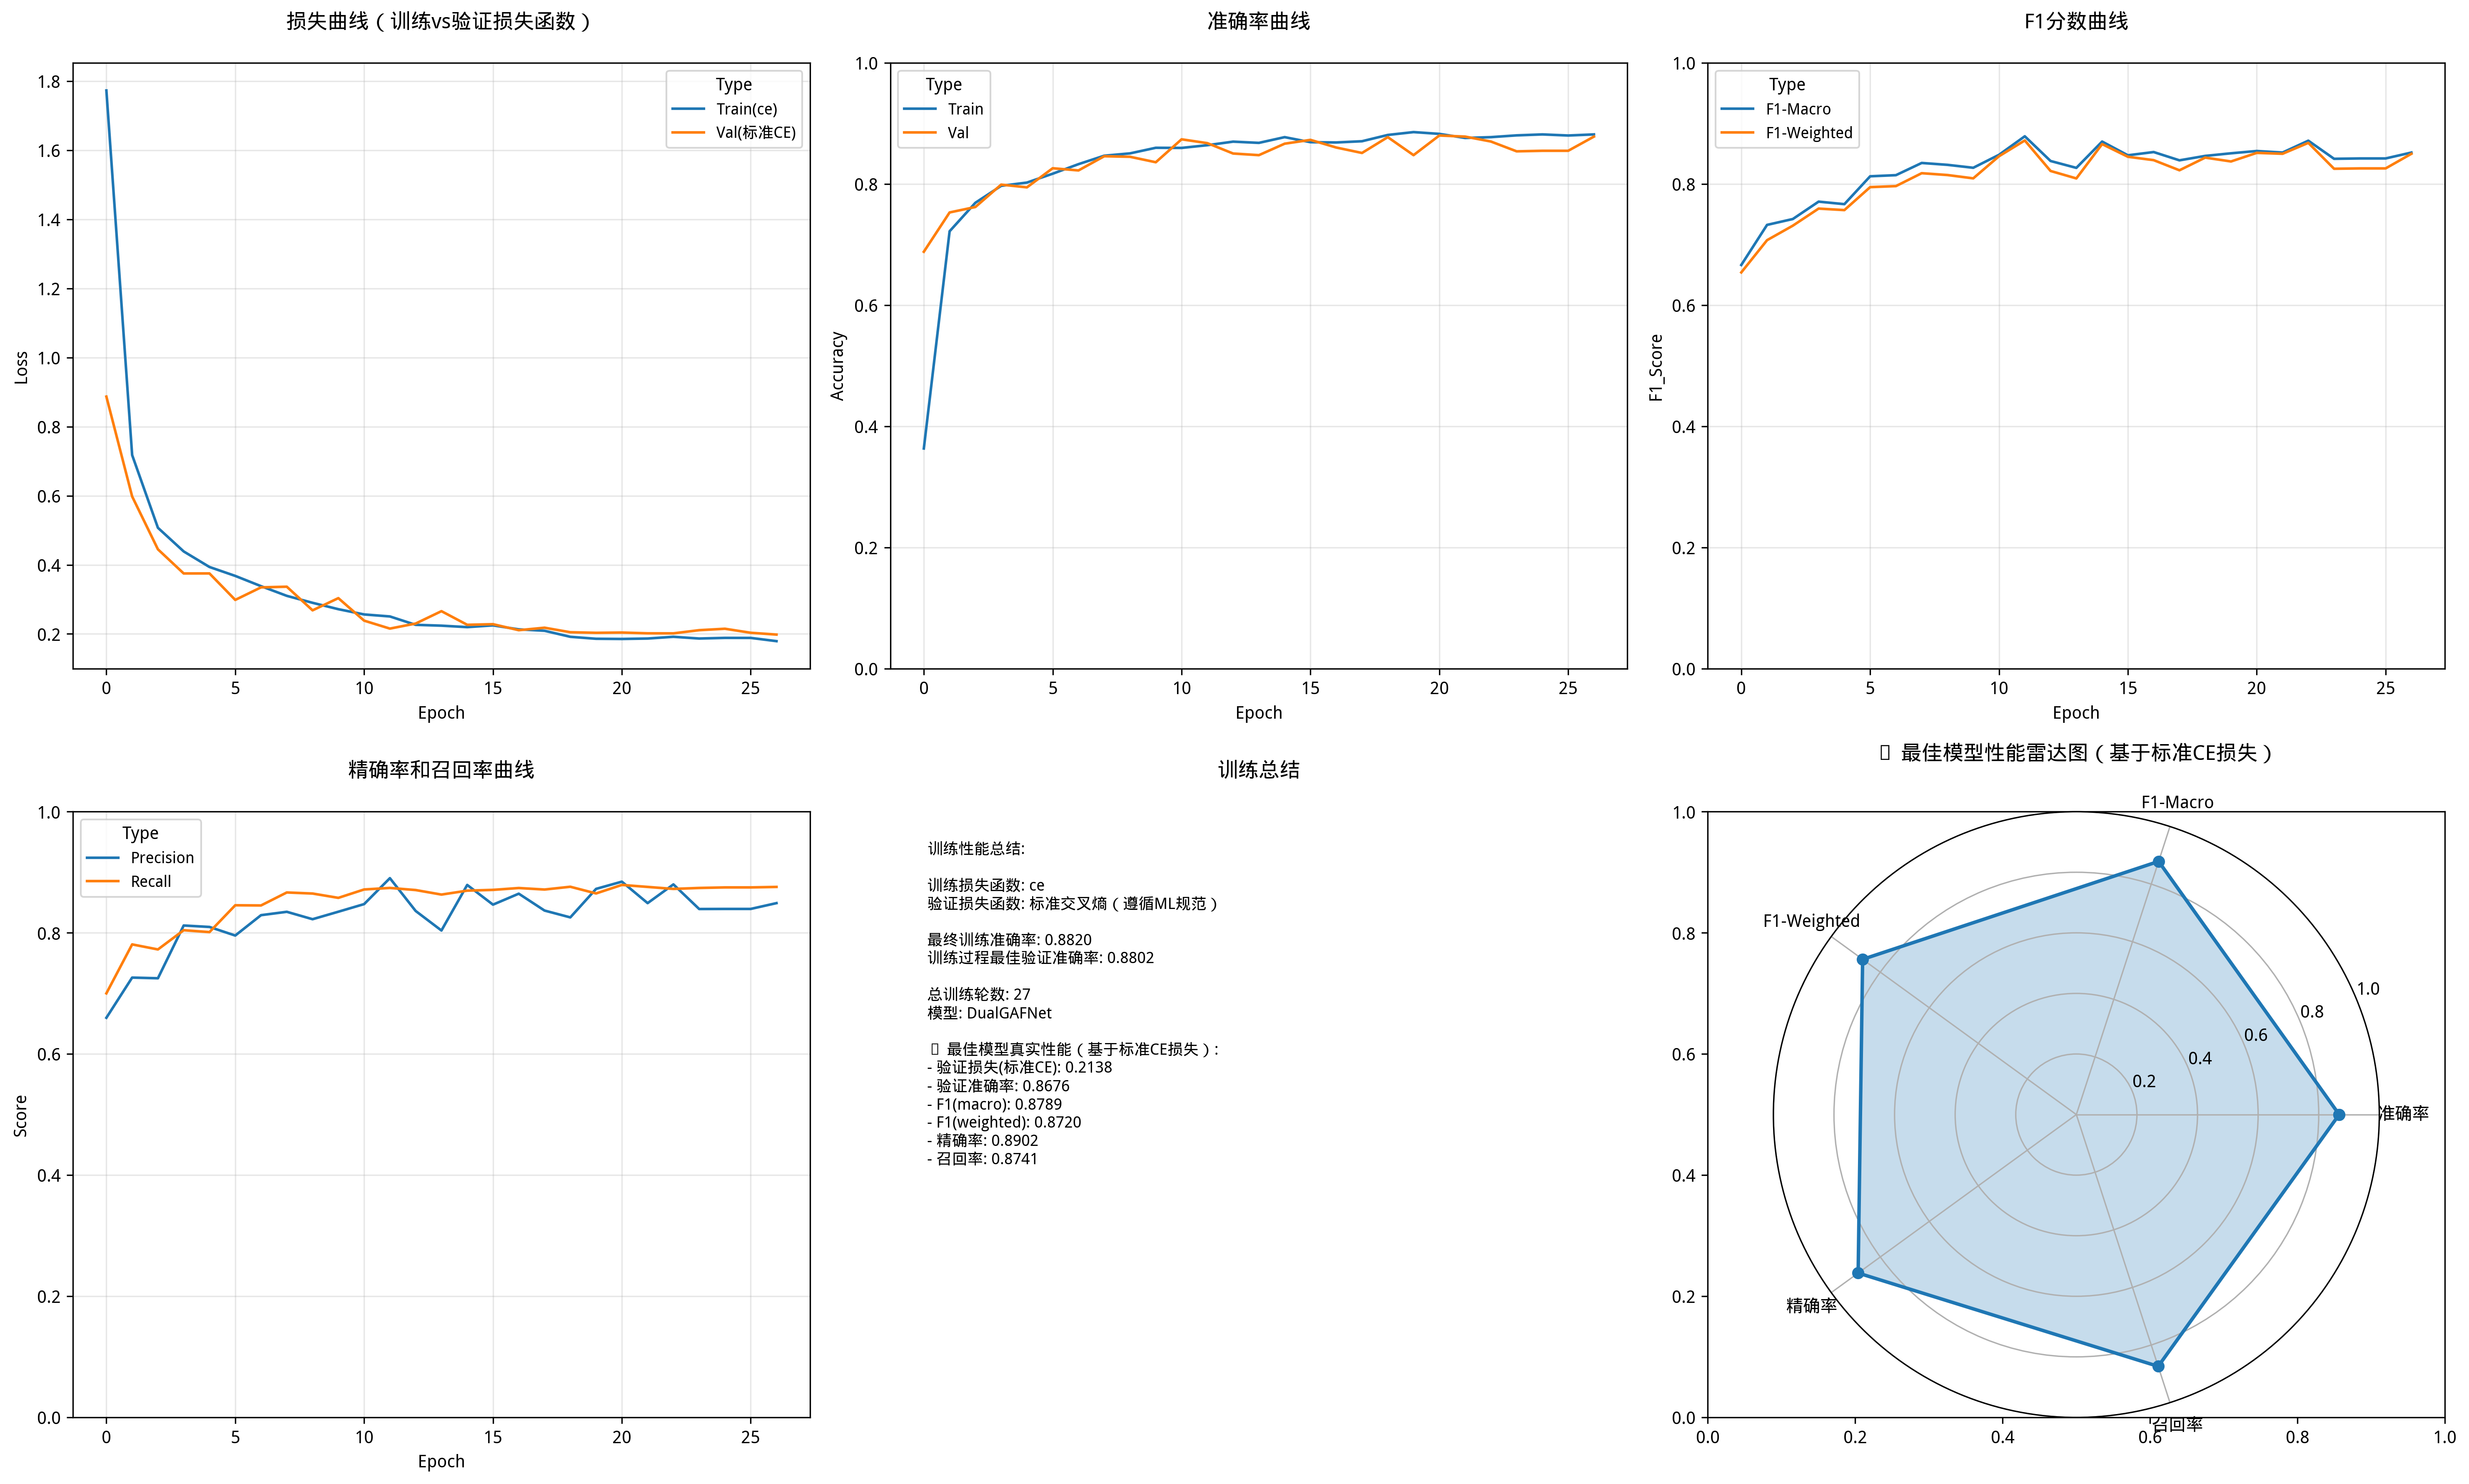 损失曲线（训练vs验证损失函数）
1.8
1.6
1.4
1.2
1.0
0.8
0.6
0.4
0.2
Loss
0 5 10 15 20 25
Epoch
Type
Train(ce)
Val(标准CE)
准确率曲线
1.0
0.8
0.6
0.4
0.2
0.0
Accuracy
0 5 10 15 20 25
Epoch
Type
Train
Val
F1分数曲线
1.0
0.8
0.6
0.4
0.2
0.0
F1_Score
0 5 10 15 20 25
Epoch
Type
F1-Macro
F1-Weighted
精确率和召回率曲线
1.0
0.8
0.6
0.4
0.2
0.0
Score
0 5 10 15 20 25
Epoch
Type
Precision
Recall
训练总结
训练性能总结:
训练损失函数: ce
验证损失函数: 标准交叉熵（遵循ML规范）
最终训练准确率: 0.8820
训练过程最佳验证准确率: 0.8802
总训练轮数: 27
模型: DualGAFNet
最佳模型真实性能（基于标准CE损失）:
- 验证损失(标准CE): 0.2138
- 验证准确率: 0.8676
- F1(macro): 0.8789
- F1(weighted): 0.8720
- 精确率: 0.8902
- 召回率: 0.8741
最佳模型性能雷达图（基于标准CE损失）
1.0
0.8
0.6
0.4
0.2
0.0
0.0 0.2 0.4 0.6 0.8 1.0
F1-Macro
F1-Weighted
精确率
召回率
准确率
0.2
0.4
0.6
0.8
1.0